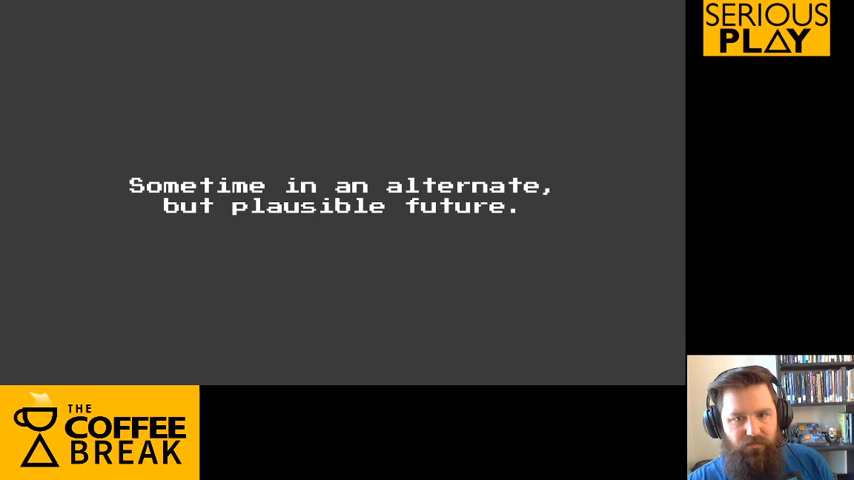 SERIOUS
PLAY
Sometime in an alternate,
but plausible future.
THE
COFFEE
BREAK